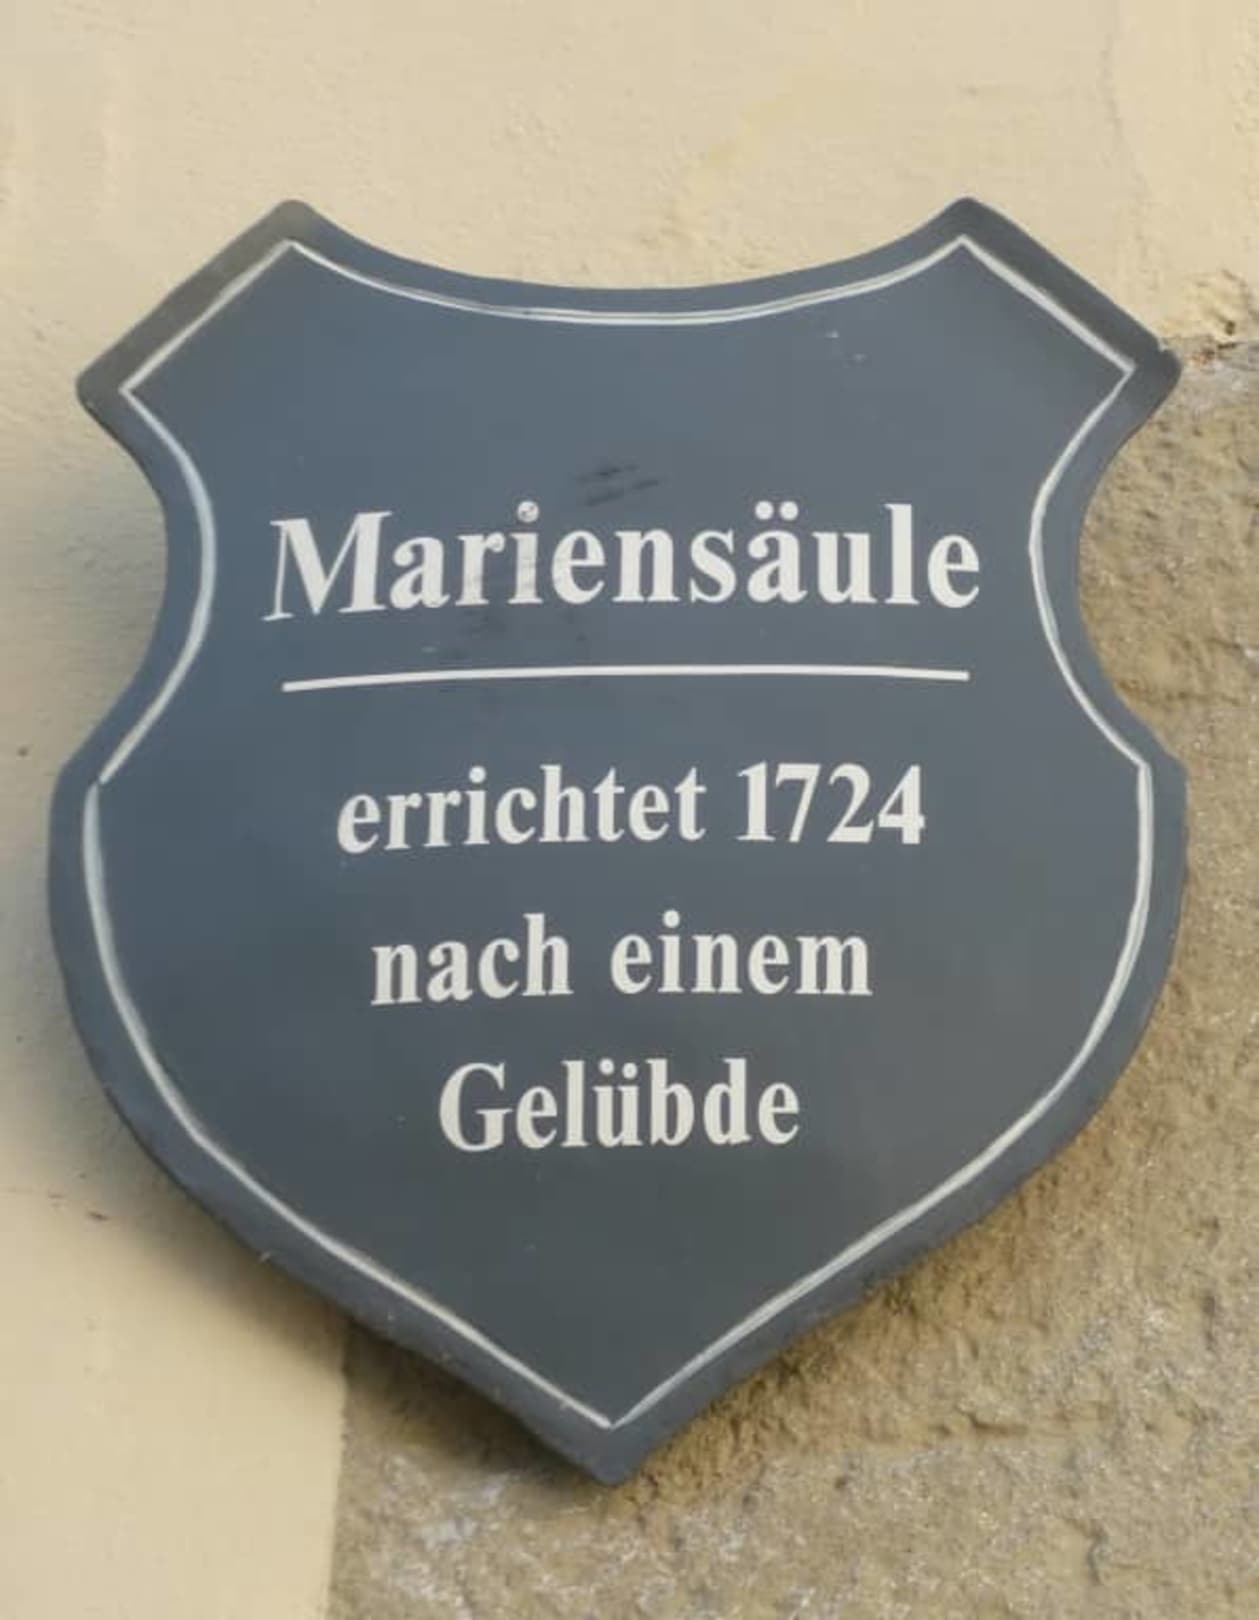 Mariensäule
errichtet 1724
nach einem
Gelübde